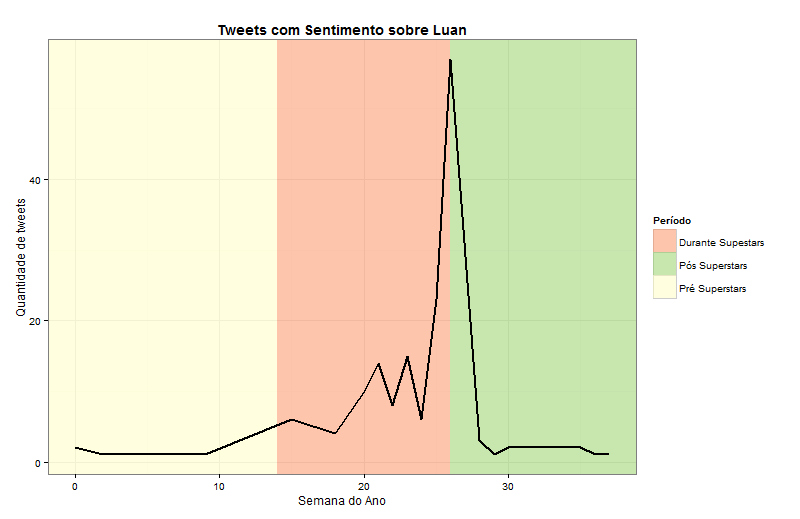 Tweets com Sentimento sobre Luan
Quantidade de tweets
40
20
0
0 10 20 30
Semana do Ano
Período
Durante Supestars
Pós Superstars
Pré Superstars